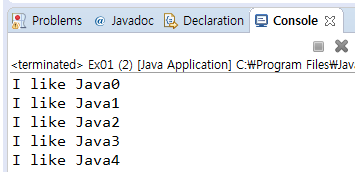 Problems @ Javadoc Declaration Console
<terminated> Ex01 (2) [Java Application] C:₩Program Files₩Jav
I like Java0
I like Java1
I like Java2
I like Java3
I like Java4